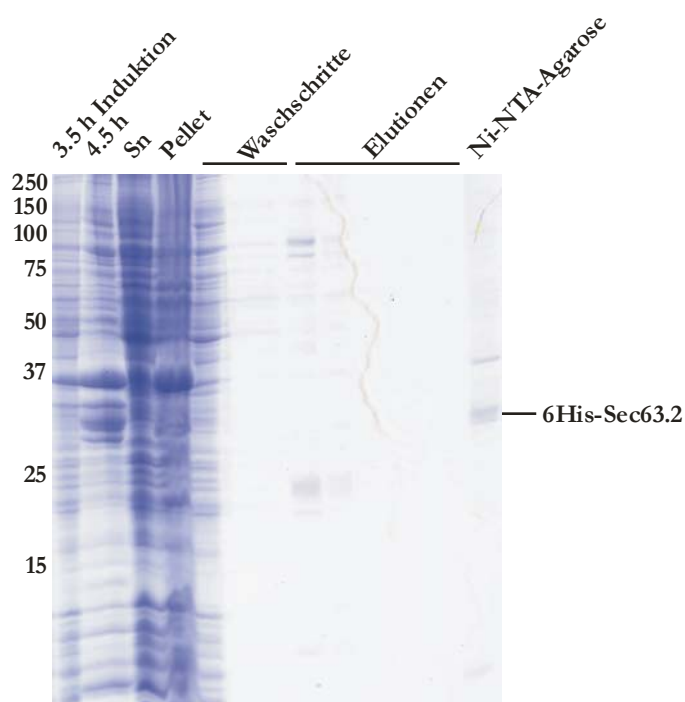 3.5 h Induktion
4.5 h
Sn
Pellet
Waschschritte
Elutionen
Ni-NTA-Agarose
250
150
100
75
50
37
25
15
6His-Sec63.2